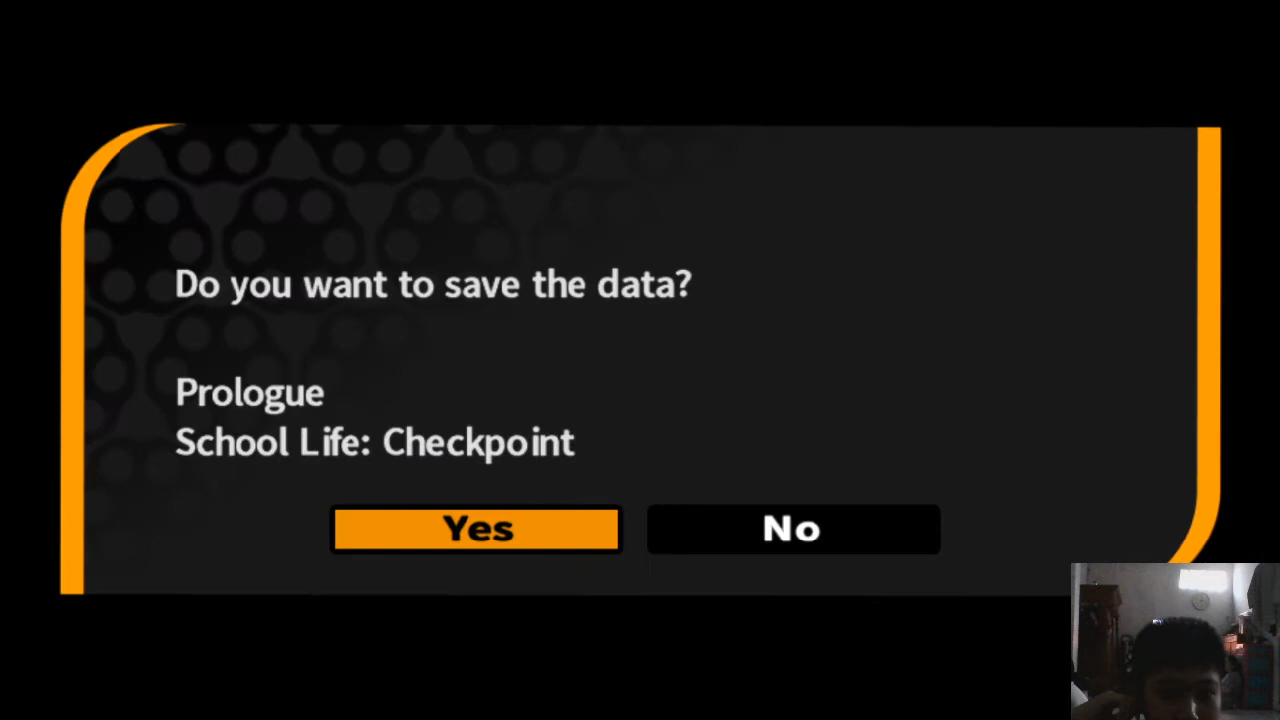 Do you want to save the data?
Prologue
School Life: Checkpoint
Yes
No